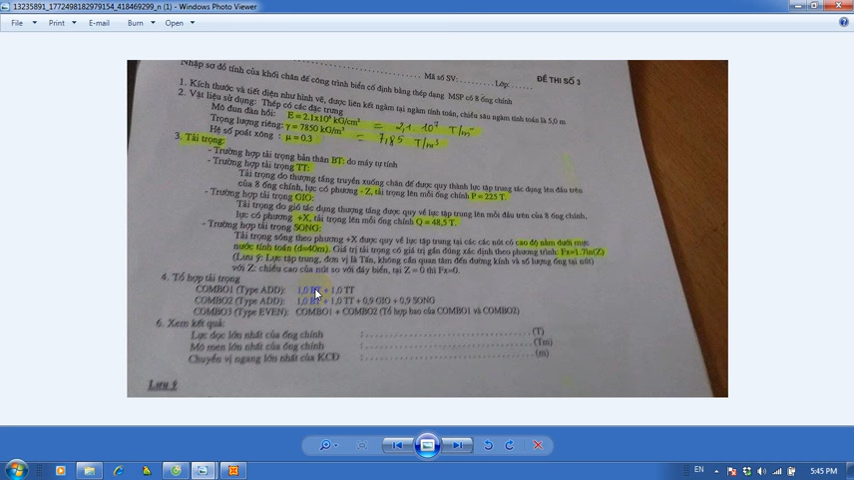 13235891_1772498182979154_418469299_n (1) - Windows Photo Viewer
File Print E-mail Burn Open
Nhập sơ đồ tính của khối chân đế công trình biển cố định bằng thép dạng MSP có 8 ống chính
Mã số SV: Lớp: ĐỀ THI SỐ 3
1. Kích thước và tiết diện như hình vẽ, được liên kết ngàm tại ngàm tính toán, chiều sâu ngàm tính toán là 5,0 m
2. Vật liệu sử dụng: Thép có các đặc trưng
Mô đun đàn hồi: E = 2.1x10⁶ kG/cm² = 2,1.10⁷ T/m²
Trọng lượng riêng: γ = 7850 kG/m³ = 7,85 T/m³
Hệ số poát xông: μ = 0.3
3. Tải trọng:
- Trường hợp tải trọng bản thân BT: do máy tự tính
- Trường hợp tải trọng TT:
Tải trọng do thượng tầng truyền xuống chân đế được quy thành lực tập trung tác dụng lên đầu trên
của 8 ống chính, lực có phương - Z, tải trọng lên mỗi ống chính P = 225 T.
- Trường hợp tải trọng GIO:
Tải trọng do gió tác dụng thượng tầng được quy về lực tập trung lên mỗi đầu trên của 8 ống chính,
lực có phương +X, tải trọng lên mỗi ống chính Q = 48,5 T.
- Trường hợp tải trọng SONG:
Tải trọng sóng theo phương +X được quy về lực tập trung tại các các nút có cao độ nằm dưới mực
nước tính toán (d=40m). Giá trị tải trọng có giá trị gần đúng xác định theo phương trình: Fx=1.7ln(Z)
(Lưu ý: Lực tập trung, đơn vị là Tấn, không cần quan tâm đến đường kính và số lượng ống tại nút)
với Z: chiều cao của nút so với đáy biển, tại Z = 0 thì Fx=0.
4. Tổ hợp tải trọng
COMBO1 (Type ADD): 1,0 BT + 1,0 TT
COMBO2 (Type ADD): 1,0 BT + 1,0 TT + 0,9 GIO + 0,9 SONG
COMBO3 (Type EVEN): COMBO1 + COMBO2 (Tổ hợp bao của COMBO1 và COMBO2)
6. Xem kết quả:
Lực dọc lớn nhất của ống chính : (T)
Mô men lớn nhất của ống chính : (Tm)
Chuyển vị ngang lớn nhất của KCĐ : (m)
Lưu ý
EN 5:45 PM